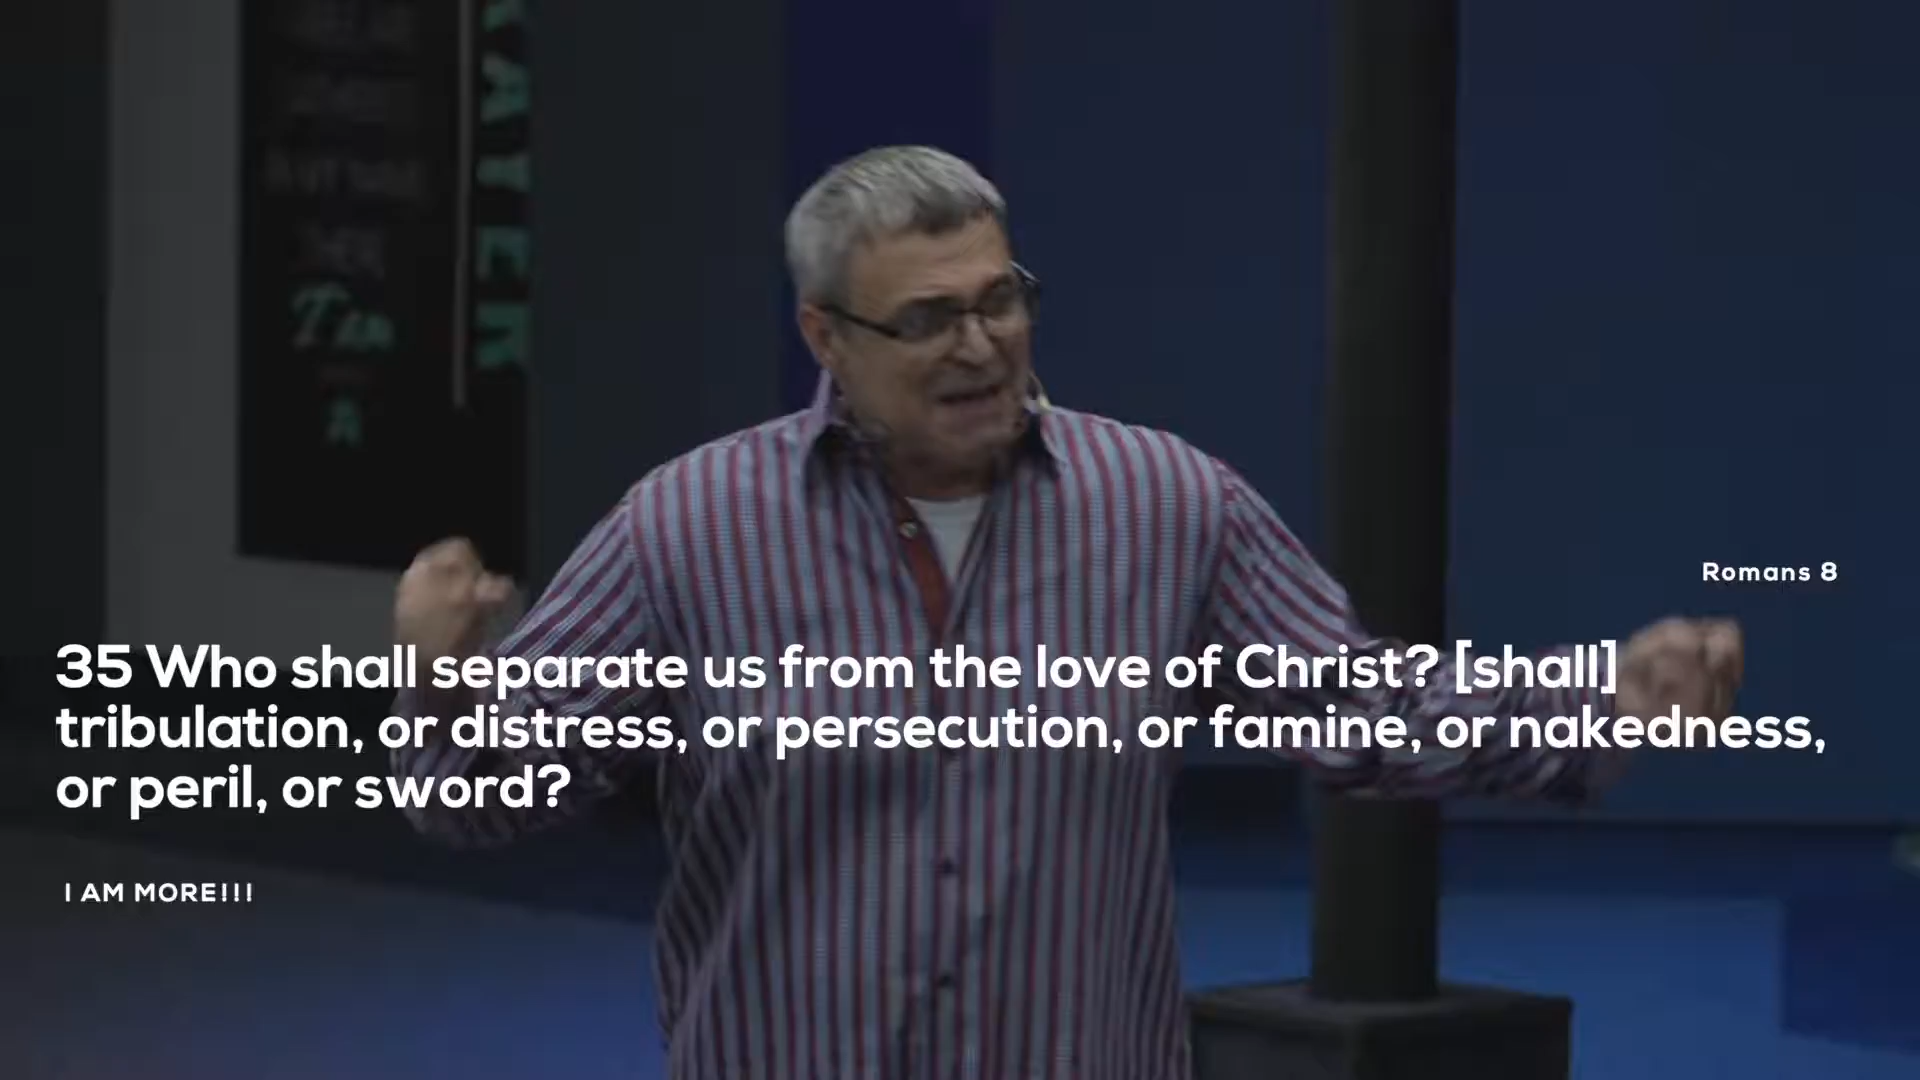 Romans 8
35 Who shall separate us from the love of Christ? [shall]
tribulation, or distress, or persecution, or famine, or nakedness,
or peril, or sword?
I AM MORE!!!